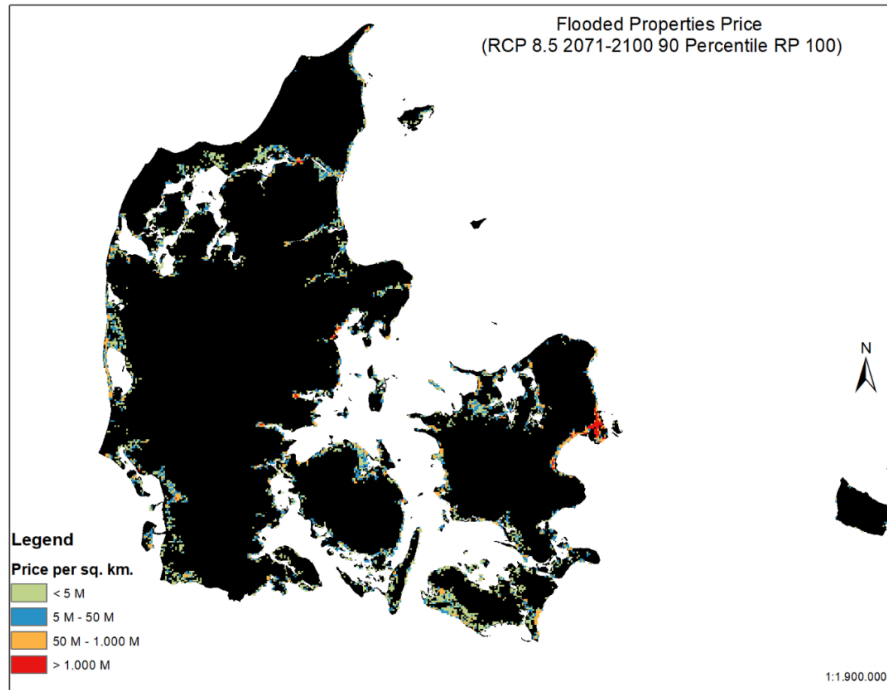 Flooded Properties Price
(RCP 8.5 2071-2100 90 Percentile RP 100)
N
Legend
Price per sq. km.
< 5 M
5 M - 50 M
50 M - 1.000 M
> 1.000 M
1:1.900.000